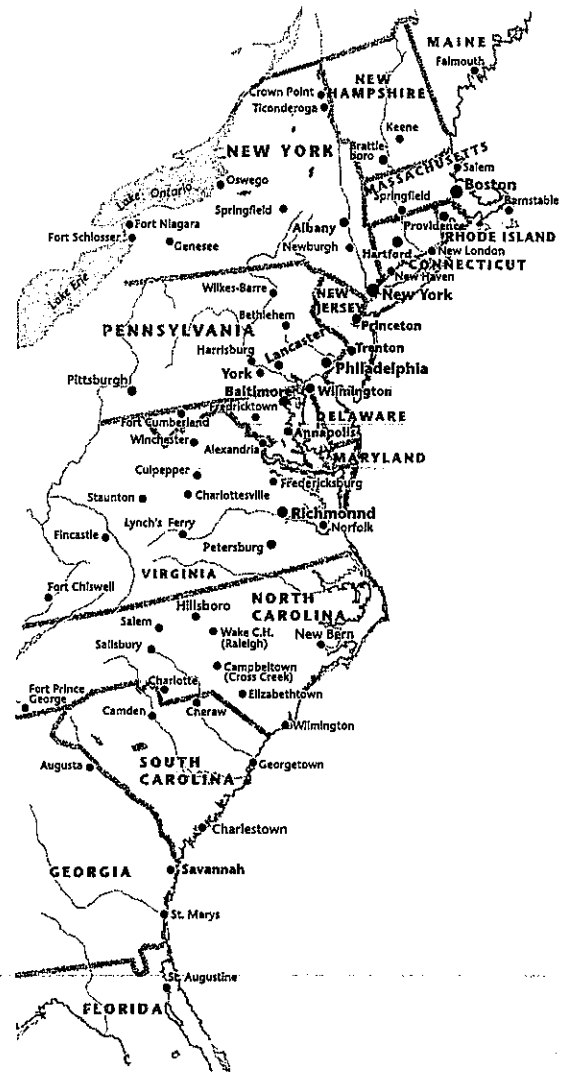 MAINE
Falmouth
NEW
HAMPSHIRE
Crown Point
Ticonderoga
Keene
Brattle
boro
NEW YORK
MASSACHUSETTS
Salem
Boston
Lake Ontario
Oswego
Springfield
Springfield
Barnstable
Providence
Fort Niagara
Albany
RHODE ISLAND
Fort Schlosser
Genesee
Newburgh
Hartford
New London
CONNECTICUT
New Haven
Lake Erie
Wilkes-Barre
NEW
JERSEY
New York
Bethlehem
Princeton
PENNSYLVANIA
Harrisburg
Lancaster
Trenton
York
Philadelphia
Pittsburgh
Baltimore
Wilmington
Fredricktown
DELAWARE
Fort Cumberland
Annapolis
Winchester
Alexandria
MARYLAND
Culpepper
Fredericksburg
Staunton
Charlottesville
Richmonnd
Lynch's Ferry
Norfolk
Fincastle
Petersburg
VIRGINIA
Fort Chiswell
NORTH
CAROLINA
Hillsboro
Salem
Wake C.H.
(Raleigh)
New Bern
Salisbury
Campbeltown
(Cross Creek)
Fort Prince
George
Charlotte
Elizabethtown
Camden
Cheraw
Wilmington
SOUTH
CAROLINA
Augusta
Georgetown
Charlestown
GEORGIA
Savannah
St. Marys
St. Augustine
FLORIDA